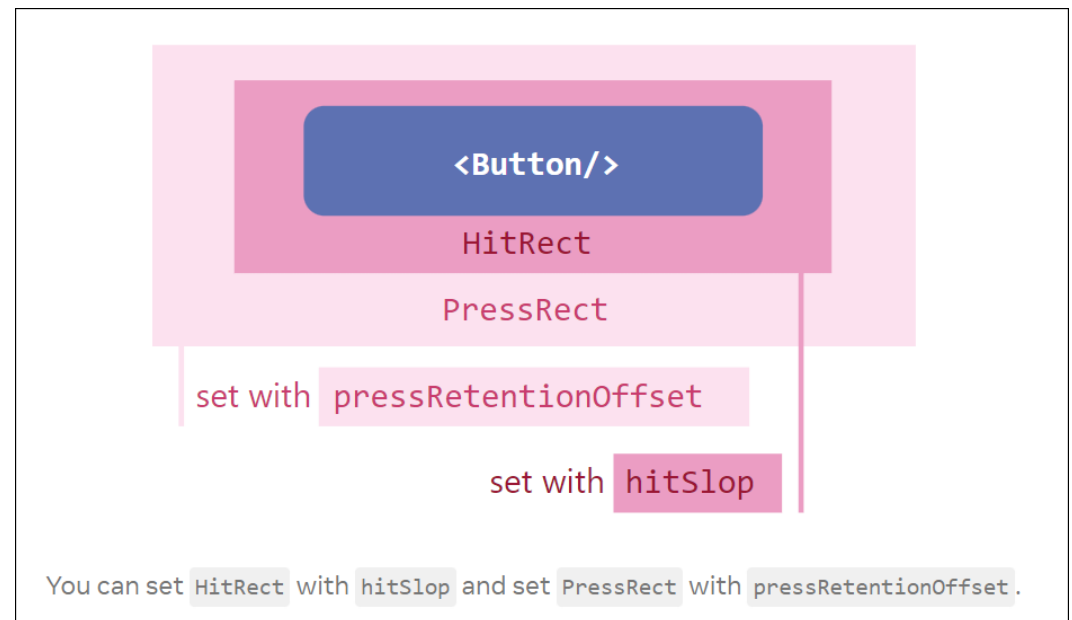 <Button/>
HitRect
PressRect
set with pressRetentionOffset
set with hitSlop
You can set HitRect with hitSlop and set PressRect with pressRetentionOffset.